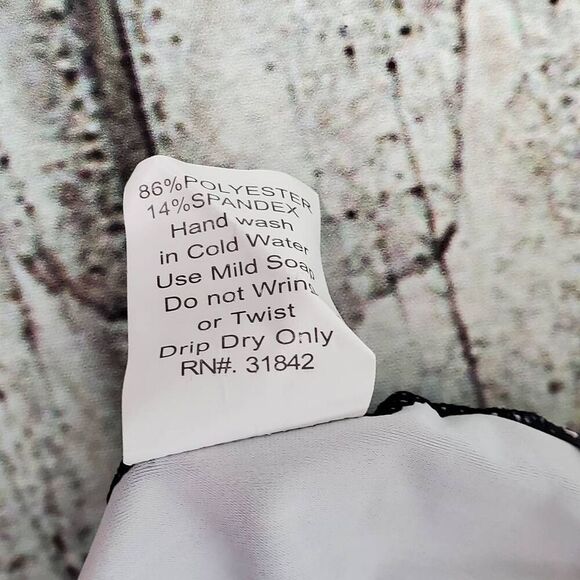 86%POLYESTER
14%SPANDEX
Hand wash
in Cold Water
Use Mild Soap
Do not Wring
or Twist
Drip Dry Only
RN#. 31842